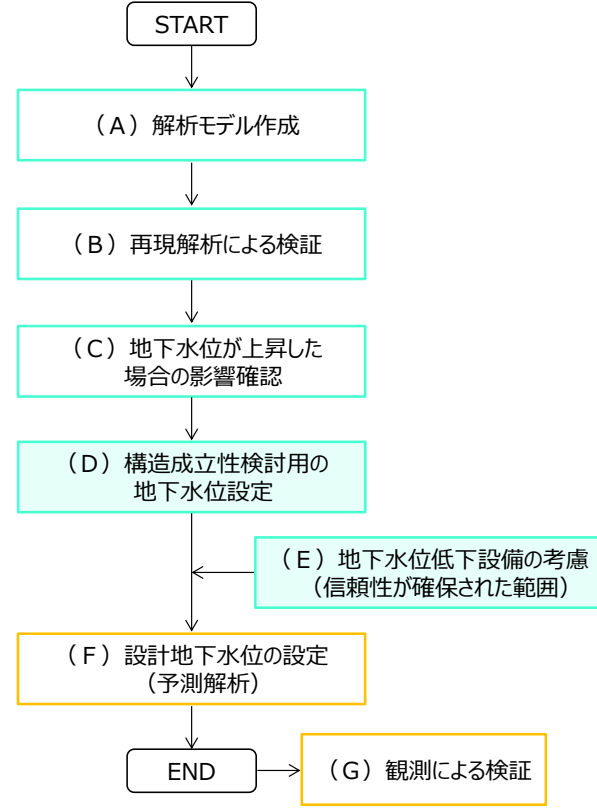 START
（A）解析モデル作成
（B）再現解析による検証
（C）地下水位が上昇した
場合の影響確認
（D）構造成立性検討用の
地下水位設定
（E）地下水位低下設備の考慮
（信頼性が確保された範囲）
（F）設計地下水位の設定
（予測解析）
END
（G）観測による検証